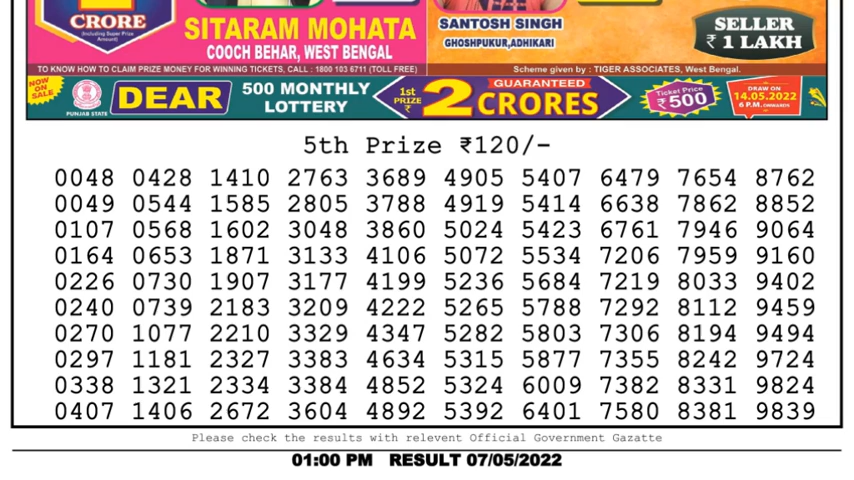 1
CRORE
(Including Super Prize Amount)
SITARAM MOHATA
COOCH BEHAR, WEST BENGAL
SANTOSH SINGH
GHOSHPUKUR,ADHIKARI
SELLER
₹ 1 LAKH
TO KNOW HOW TO CLAIM PRIZE MONEY FOR WINNING TICKETS, CALL : 1800 103 6711 (TOLL FREE)
Scheme given by : TIGER ASSOCIATES, West Bengal.
NOW ON SALE
PUNJAB STATE
DEAR
500 MONTHLY
LOTTERY
1st
PRIZE
₹
2
GUARANTEED
CRORES
Ticket Price
₹500
DRAW ON
14.05.2022
6 P.M. ONWARDS
5th Prize ₹120/-
0048 0428 1410 2763 3689 4905 5407 6479 7654 8762
0049 0544 1585 2805 3788 4919 5414 6638 7862 8852
0107 0568 1602 3048 3860 5024 5423 6761 7946 9064
0164 0653 1871 3133 4106 5072 5534 7206 7959 9160
0226 0730 1907 3177 4199 5236 5684 7219 8033 9402
0240 0739 2183 3209 4222 5265 5788 7292 8112 9459
0270 1077 2210 3329 4347 5282 5803 7306 8194 9494
0297 1181 2327 3383 4634 5315 5877 7355 8242 9724
0338 1321 2334 3384 4852 5324 6009 7382 8331 9824
0407 1406 2672 3604 4892 5392 6401 7580 8381 9839
Please check the results with relevent Official Government Gazatte
01:00 PM RESULT 07/05/2022